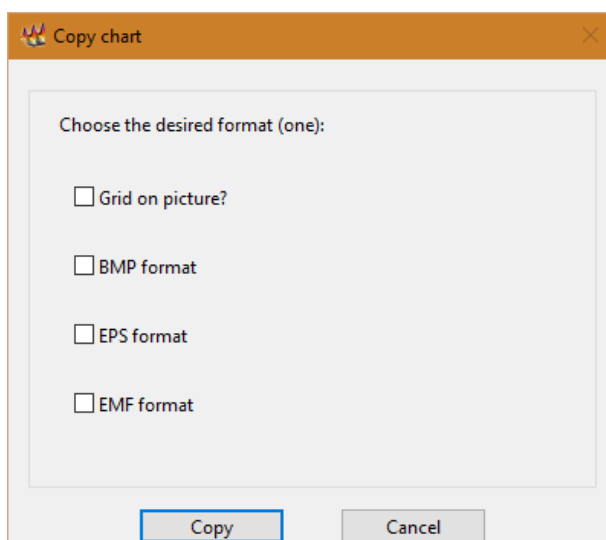 Copy chart
Choose the desired format (one):
Grid on picture?
BMP format
EPS format
EMF format
Copy Cancel